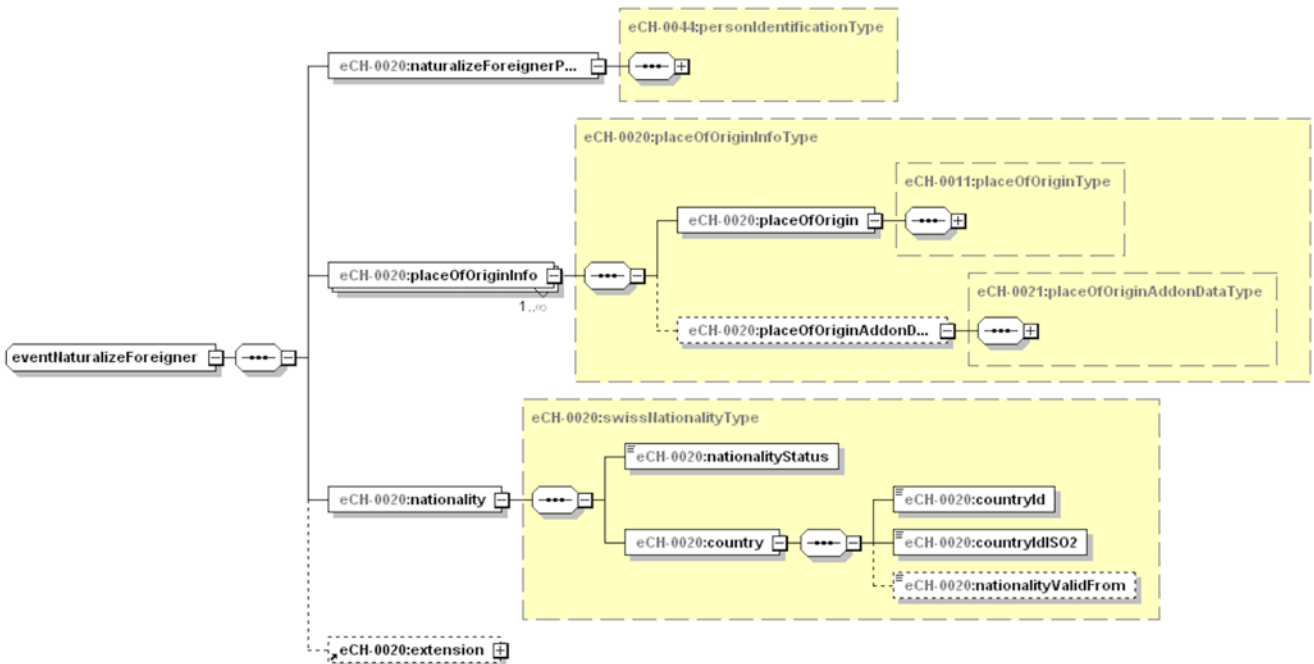 eCH-0044:personIdentificationType
eCH-0020:naturalizeForeignerP...
eCH-0020:placeOfOriginInfoType
eCH-0011:placeOfOriginType
eCH-0020:placeOfOrigin
eCH-0020:placeOfOriginInfo
1..∞
eCH-0021:placeOfOriginAddonDataType
eCH-0020:placeOfOriginAddonD...
eventNaturalizeForeigner
eCH-0020:swissNationalityType
eCH-0020:nationalityStatus
eCH-0020:nationality
eCH-0020:countryId
eCH-0020:country
eCH-0020:countryIdISO2
eCH-0020:nationalityValidFrom
eCH-0020:extension